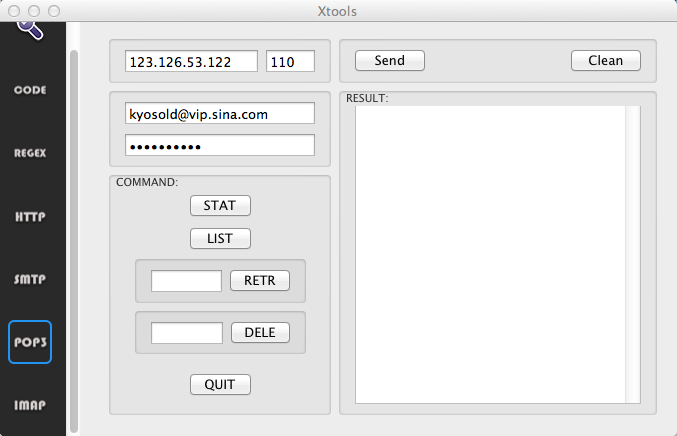 Xtools
CODE
REGEX
HTTP
SMTP
POP3
IMAP
123.126.53.122
110
kyosold@vip.sina.com
••••••••••
COMMAND:
STAT
LIST
RETR
DELE
QUIT
Send
Clean
RESULT: